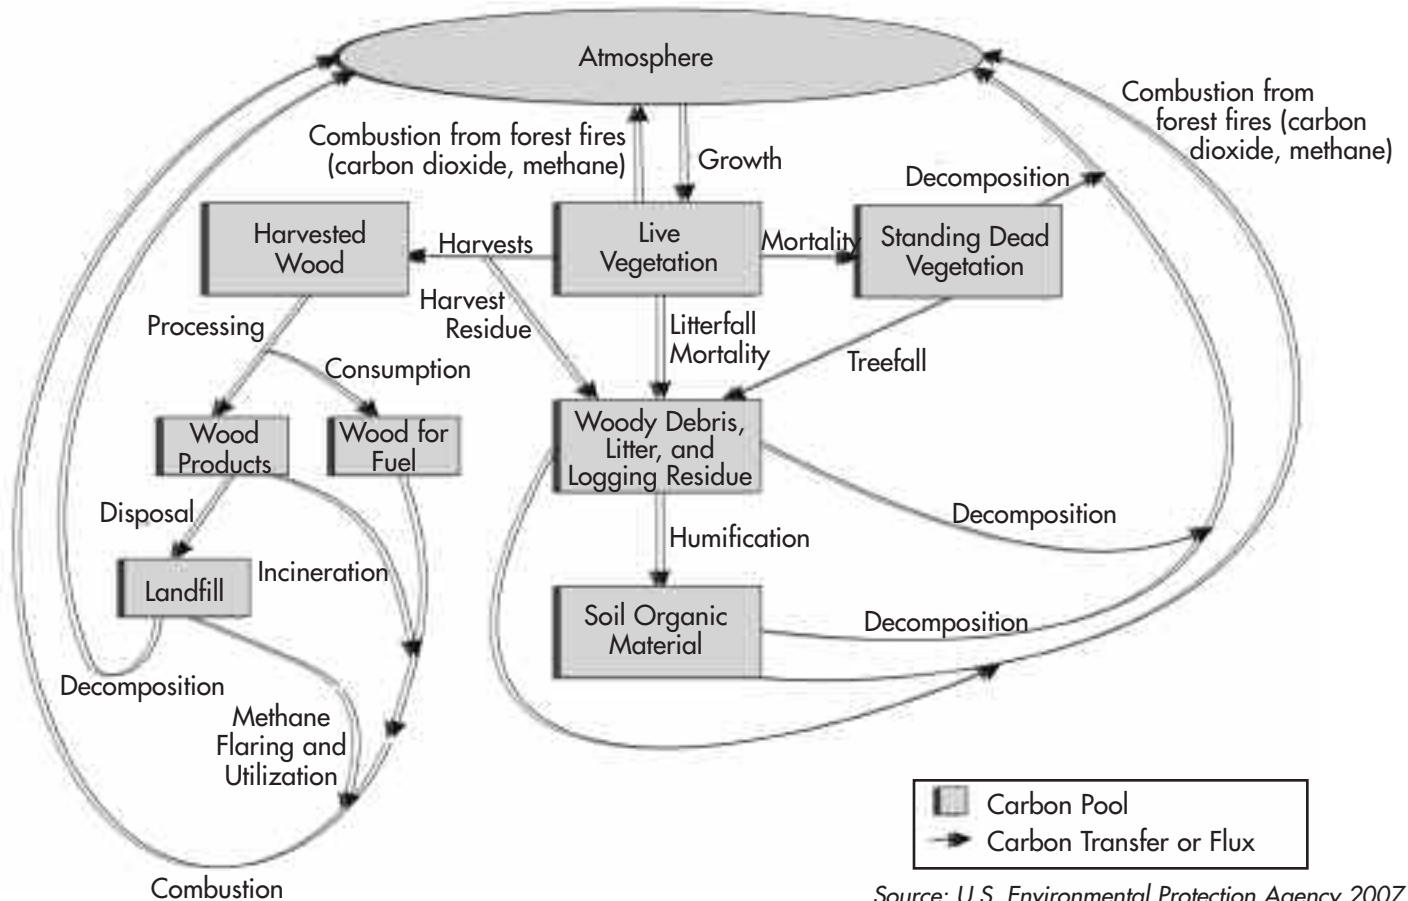 Atmosphere
Combustion from
forest fires (carbon
dioxide, methane)
Combustion from forest fires
(carbon dioxide, methane)
Growth
Decomposition
Harvested
Wood
Harvests
Live
Vegetation
Mortality
Standing Dead
Vegetation
Harvest
Residue
Processing
Litterfall
Mortality
Treefall
Consumption
Wood
Products
Wood for
Fuel
Woody Debris,
Litter, and
Logging Residue
Disposal
Decomposition
Humification
Incineration
Landfill
Soil Organic
Material
Decomposition
Decomposition
Methane
Flaring and
Utilization
Combustion
Carbon Pool
Carbon Transfer or Flux
Source: U.S. Environmental Protection Agency 2007